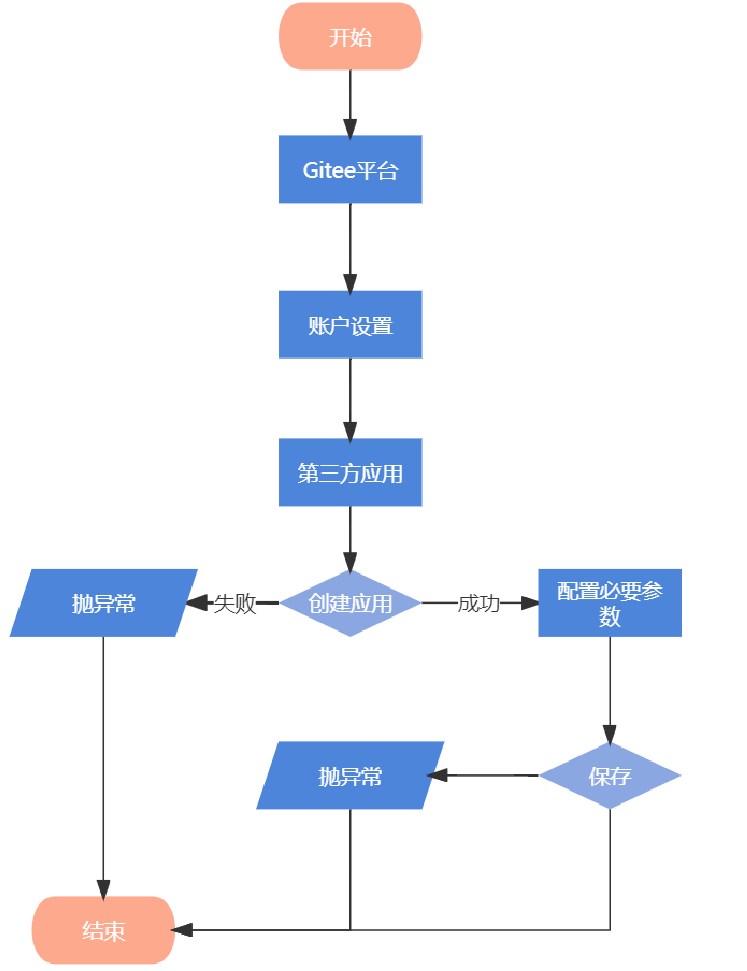 开始
Gitee平台
账户设置
第三方应用
抛异常
失败
创建应用
成功
配置必要参
数
抛异常
保存
结束